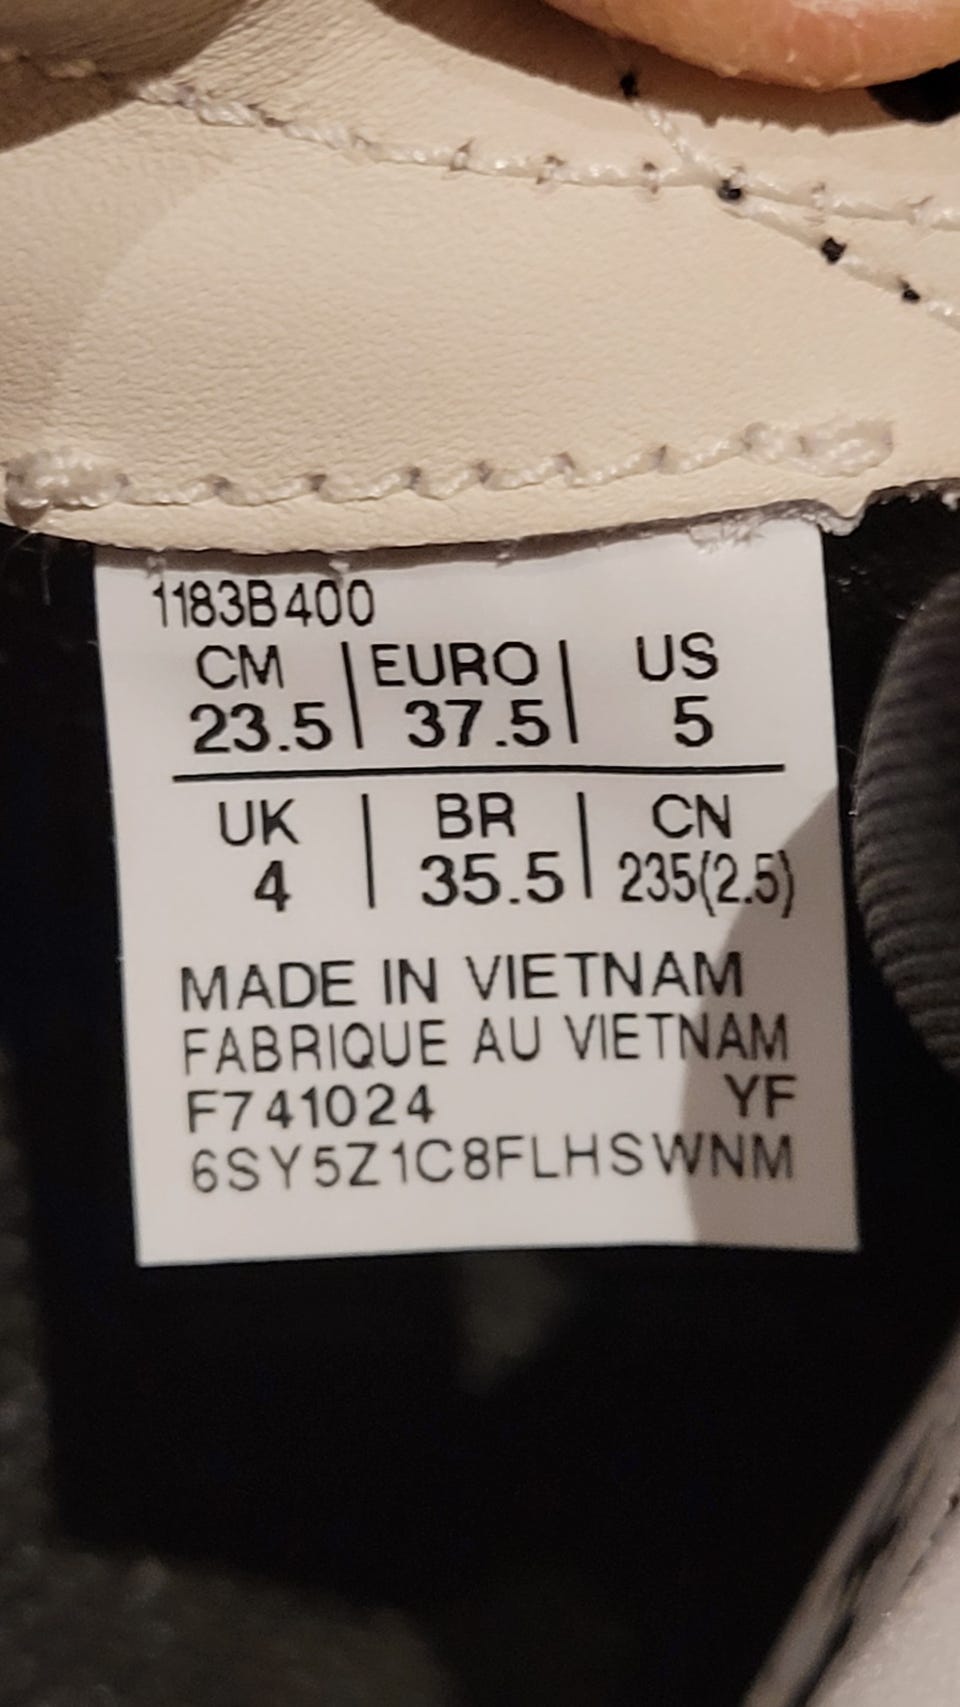 1183B400
CM | EURO | US
23.5 | 37.5 | 5
UK | BR | CN
4 | 35.5 | 235(2.5)
MADE IN VIETNAM
FABRIQUE AU VIETNAM
F741024 YF
6SY5Z1C8FLHSWNM